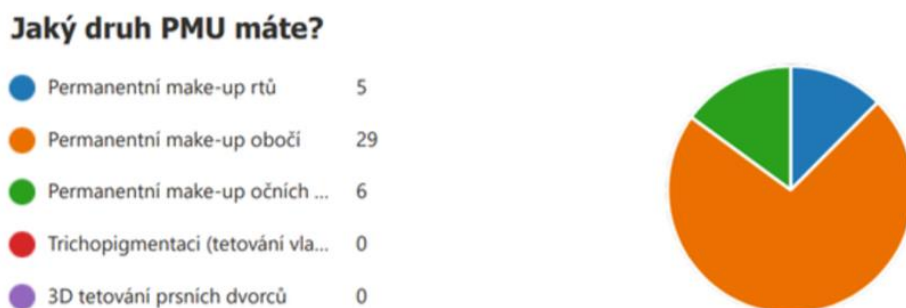 Jaký druh PMU máte?
Permanentní make-up rtů 5
Permanentní make-up obočí 29
Permanentní make-up očních ... 6
Trichopigmentaci (tetování vla... 0
3D tetování prsních dvorců 0